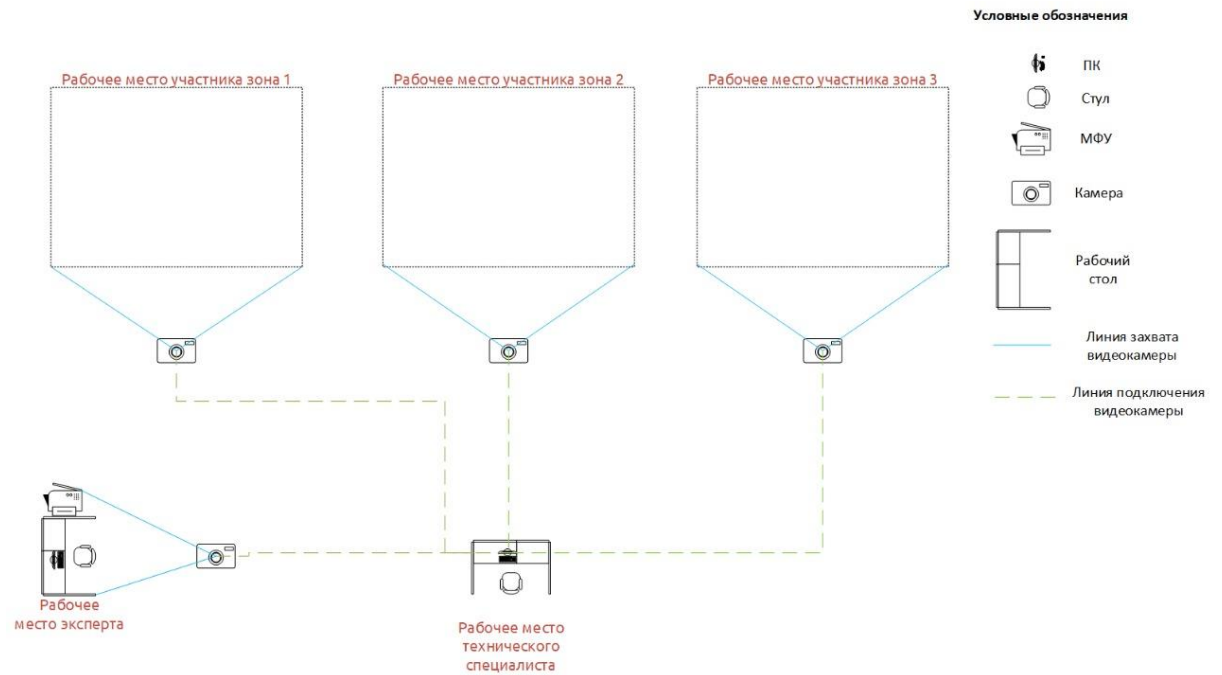 Условные обозначения
Рабочее место участника зона 1
Рабочее место участника зона 2
Рабочее место участника зона 3
ПК
Стул
МФУ
Камера
Рабочий
стол
Линия захвата
видеокамеры
Линия подключения
видеокамеры
Рабочее
место эксперта
Рабочее место
технического
специалиста